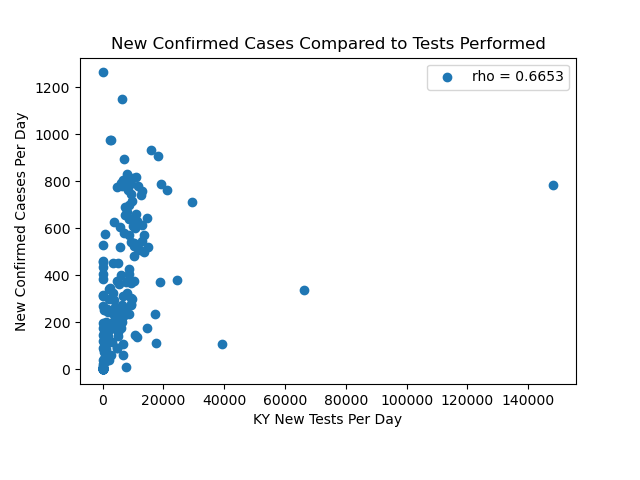 New Confirmed Cases Compared to Tests Performed
rho = 0.6653
New Confirmed Caeses Per Day
1200
1000
800
600
400
200
0
0 20000 40000 60000 80000 100000 120000 140000
KY New Tests Per Day